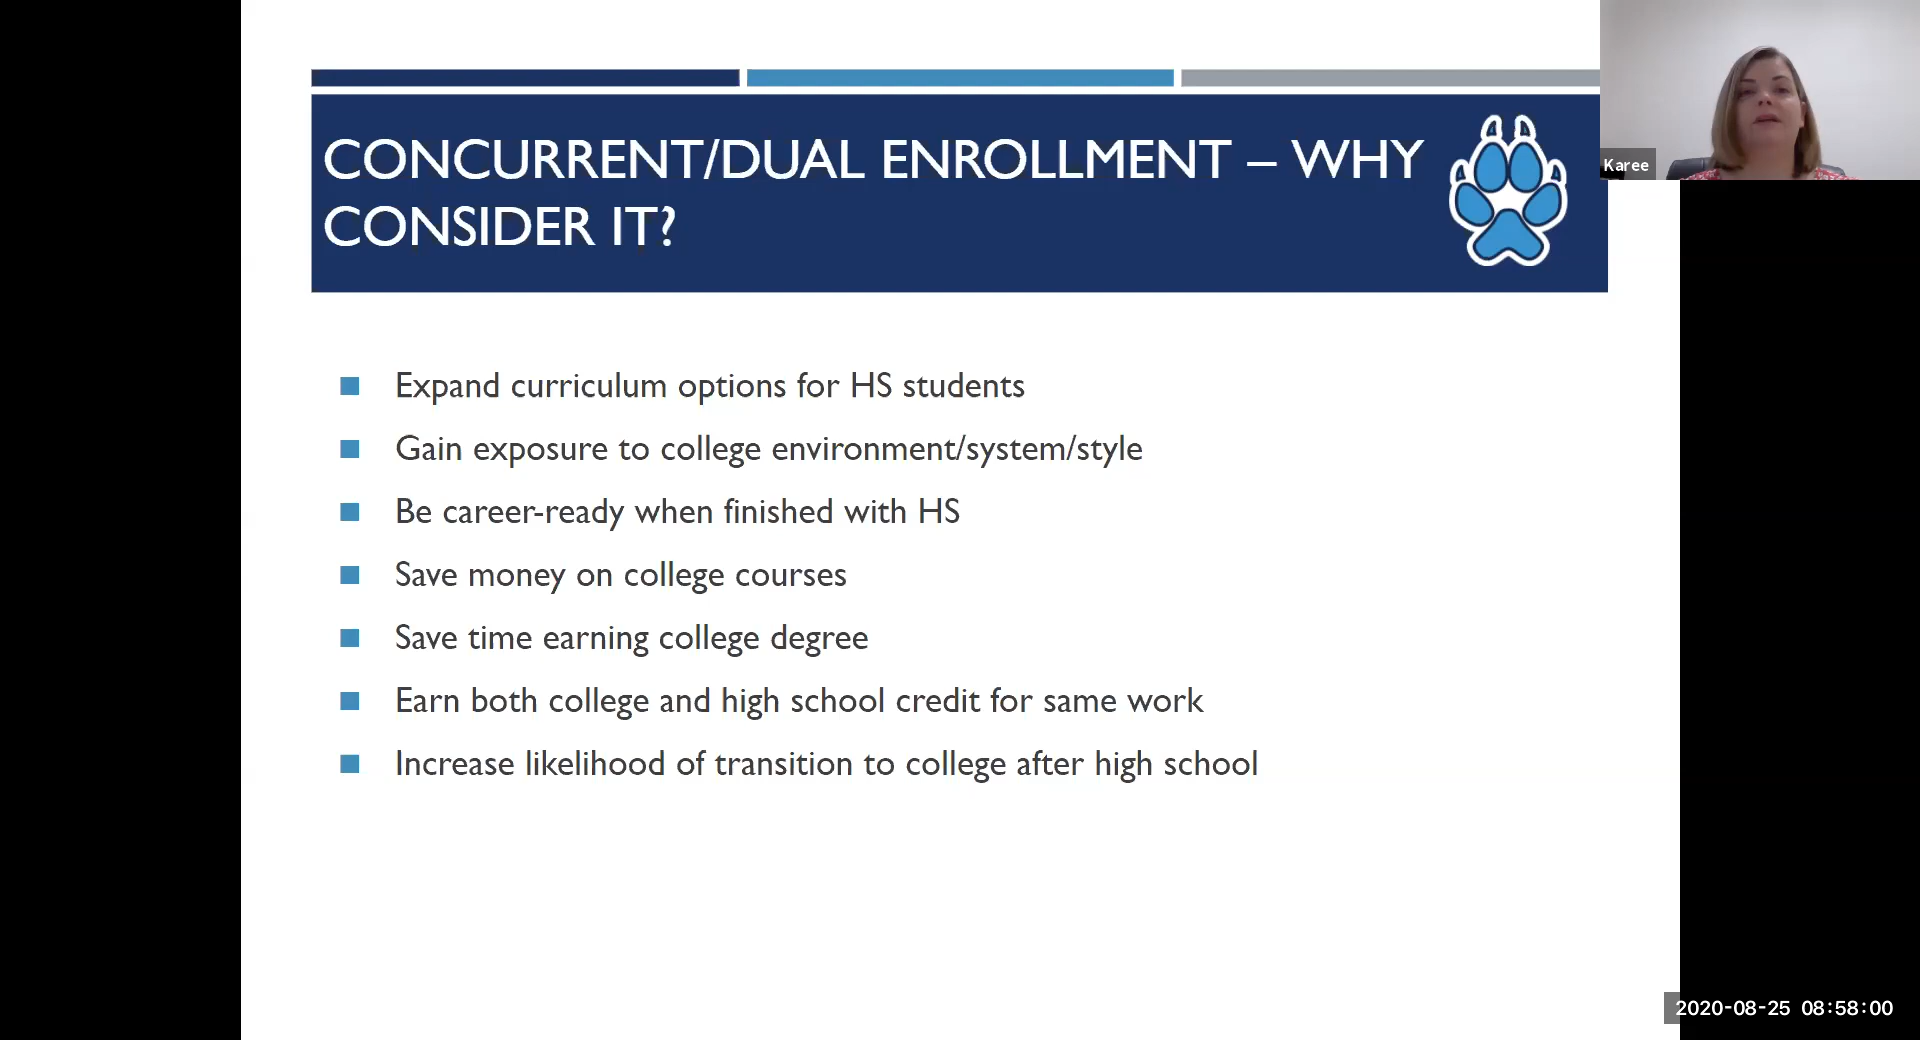 CONCURRENT/DUAL ENROLLMENT – WHY
CONSIDER IT?
Karee
Expand curriculum options for HS students
Gain exposure to college environment/system/style
Be career-ready when finished with HS
Save money on college courses
Save time earning college degree
Earn both college and high school credit for same work
Increase likelihood of transition to college after high school
2020-08-25 08:58:00